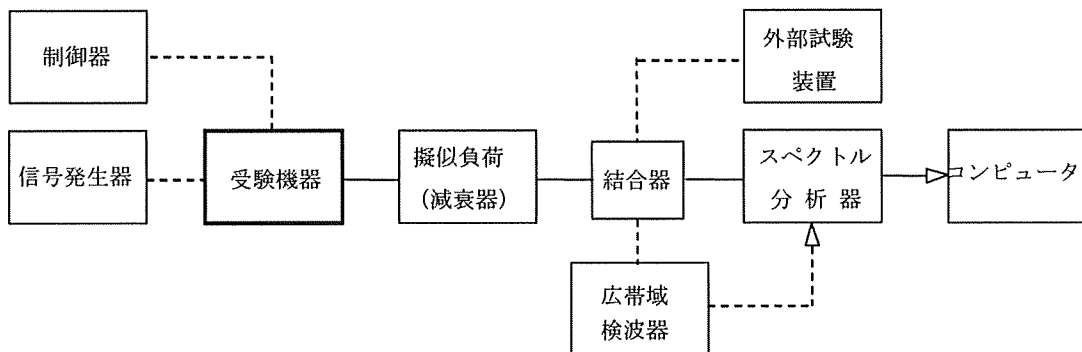 制御器
外部試験
装置
信号発生器
受験機器
擬似負荷
（減衰器）
結合器
スペクトル
分析器
コンピュータ
広帯域
検波器